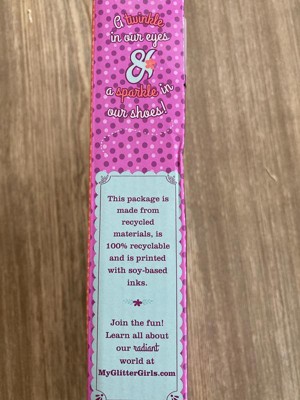 A twinkle
in our eyes
&
a sparkle in
our shoes!
This package is
made from
recycled
materials, is
100% recyclable
and is printed
with soy-based
inks.
Join the fun!
Learn all about
our radiant
world at
MyGlitterGirls.com